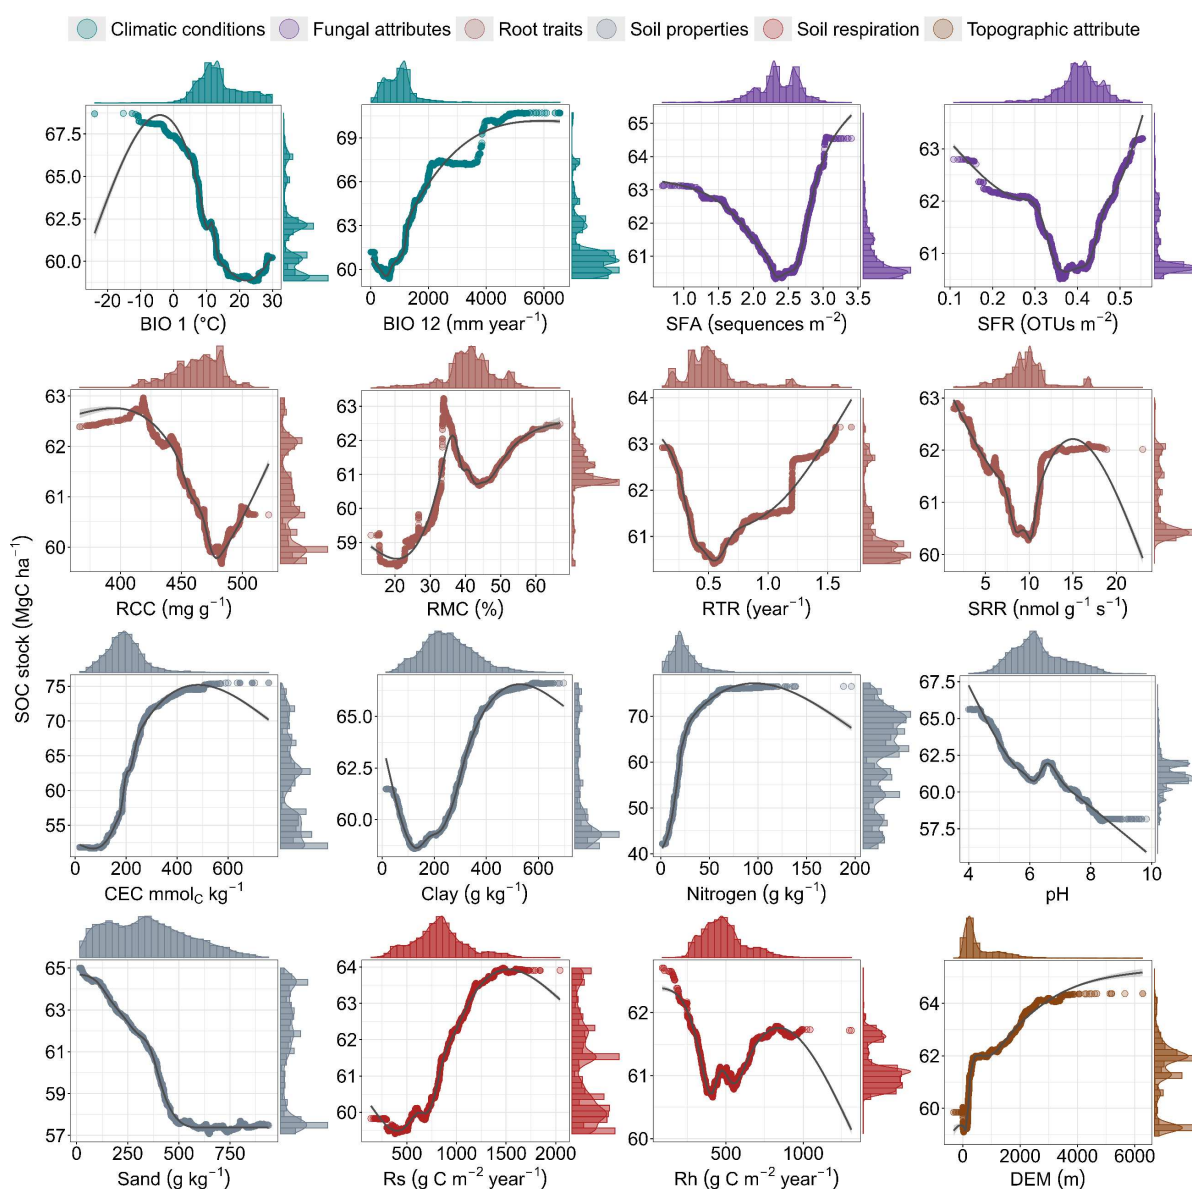 Climatic conditions Fungal attributes Root traits Soil properties Soil respiration Topographic attribute
SOC stock (MgC ha⁻¹)
67.5
65.0
62.5
60.0
-20 -10 0 10 20 30
BIO 1 (°C)
70
66
63
60
0 2000 4000 6000
BIO 12 (mm year⁻¹)
65
64
63
62
61
1.0 1.5 2.0 2.5 3.0 3.5
SFA (sequences m⁻²)
63
62
61
0.1 0.2 0.3 0.4 0.5
SFR (OTUs m⁻²)
63
62
61
60
400 450 500
RCC (mg g⁻¹)
63
62
61
60
59
20 30 40 50 60
RMC (%)
64
63
62
61
0.5 1.0 1.5
RTR (year⁻¹)
63
62
61
60
5 10 15 20
SRR (nmol g⁻¹ s⁻¹)
75
70
65
60
55
0 200 400 600
CEC mmol_C kg⁻¹
65.0
62.5
60.0
0 200 400 600
Clay (g kg⁻¹)
70
60
50
40
0 50 100 150 200
Nitrogen (g kg⁻¹)
67.5
65.0
62.5
60.0
57.5
4 6 8 10
pH
65
63
61
59
57
0 250 500 750
Sand (g kg⁻¹)
64
63
62
61
60
500 1000 1500 2000
Rs (g C m⁻² year⁻¹)
62
61
60
500 1000
Rh (g C m⁻² year⁻¹)
64
62
60
0 2000 4000 6000
DEM (m)